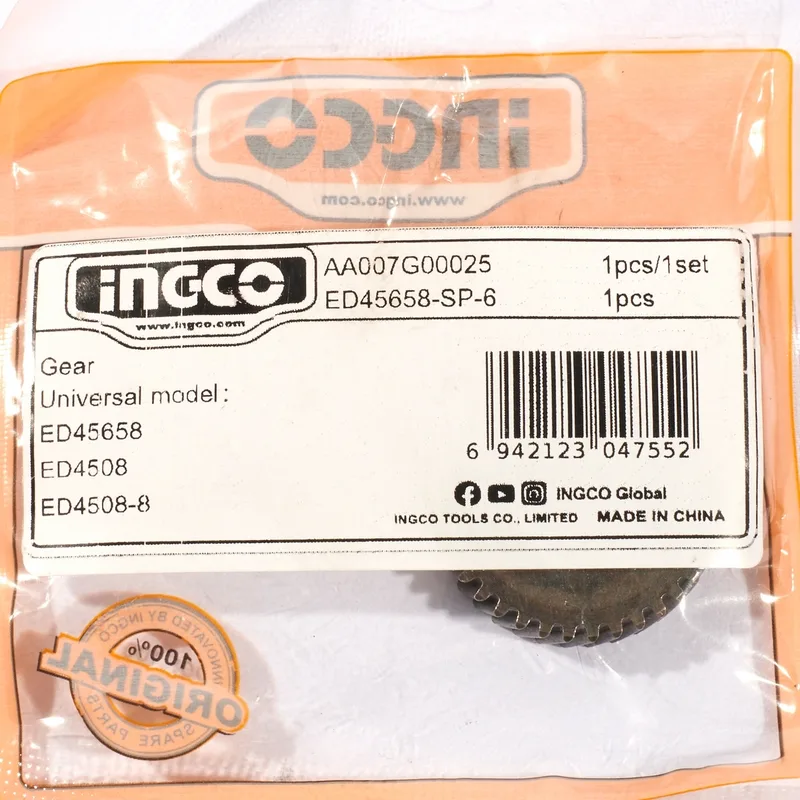 INGCO
www.ingco.com
INGCO
www.ingco.com
AA007G00025 1pcs/1set
ED45658-SP-6 1pcs
Gear
Universal model:
ED45658
ED4508
ED4508-8
6 942123 047552
INGCO Global
INGCO TOOLS CO., LIMITED MADE IN CHINA
INNOVATED BY INGCO
100%
ORIGINAL
SPARE PARTS